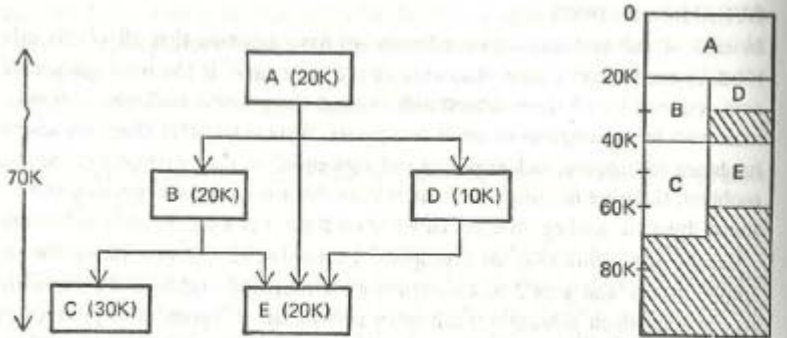 0
A
A (20K)
20K
D
70K
B
40K
B (20K)
D (10K)
C
E
60K
80K
C (30K)
E (20K)